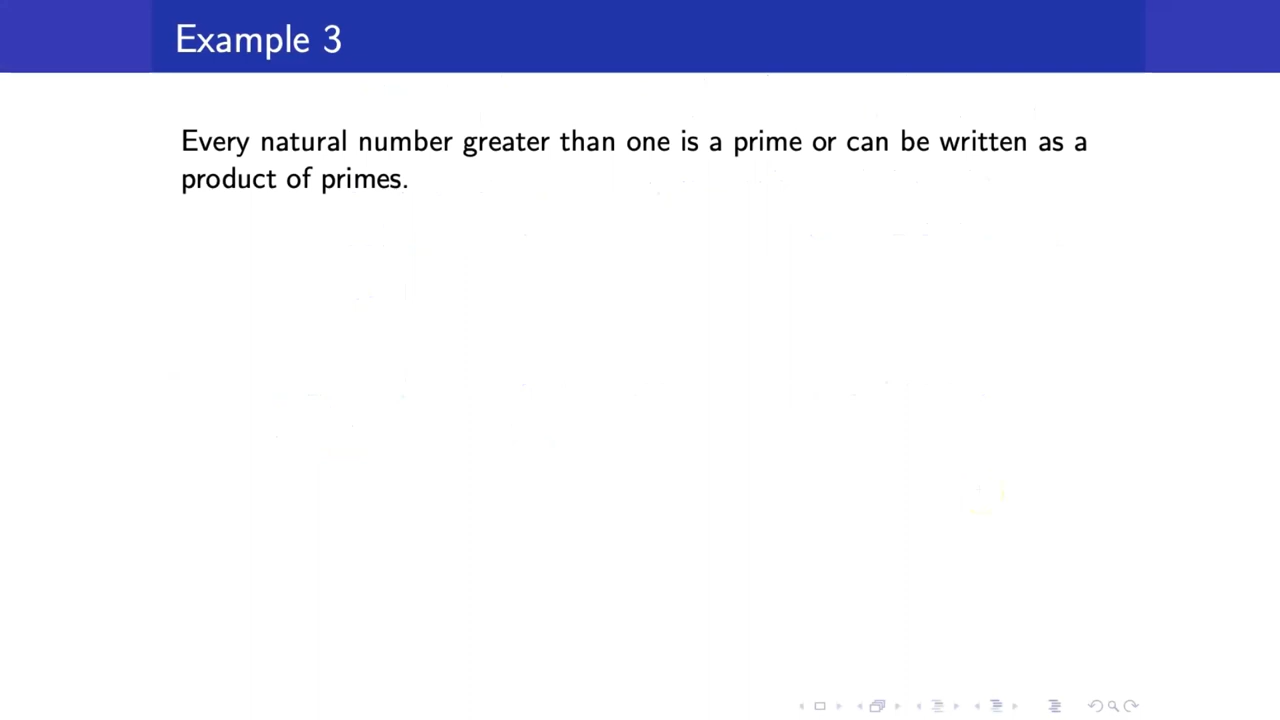 Example 3
Every natural number greater than one is a prime or can be written as a
product of primes.